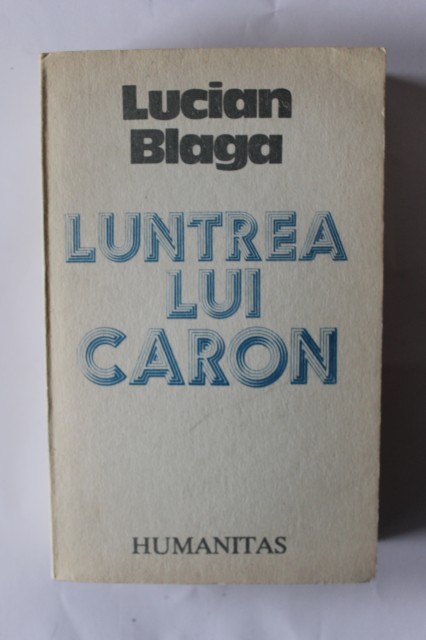 Lucian
Blaga
LUNTREA
LUI
CARON
HUMANITAS